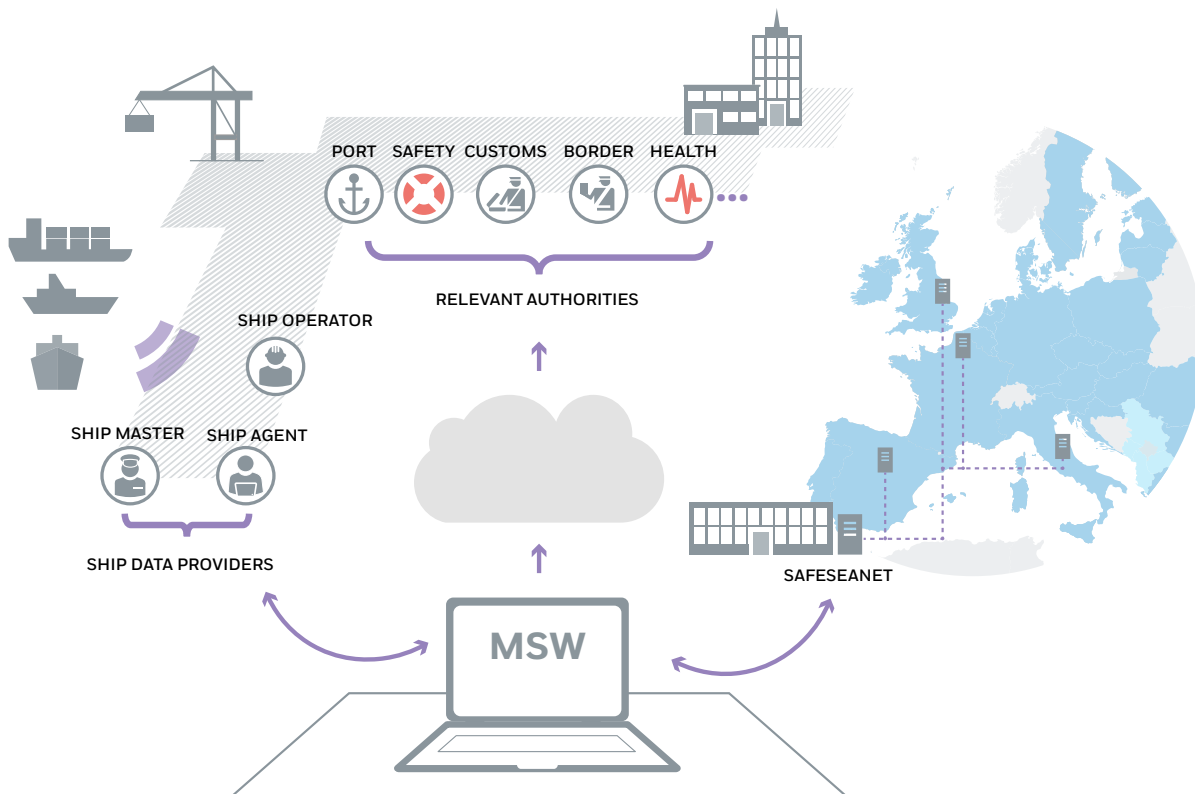 PORT
SAFETY
CUSTOMS
BORDER
HEALTH
RELEVANT AUTHORITIES
SHIP OPERATOR
SHIP MASTER
SHIP AGENT
SHIP DATA PROVIDERS
SAFESEANET
MSW